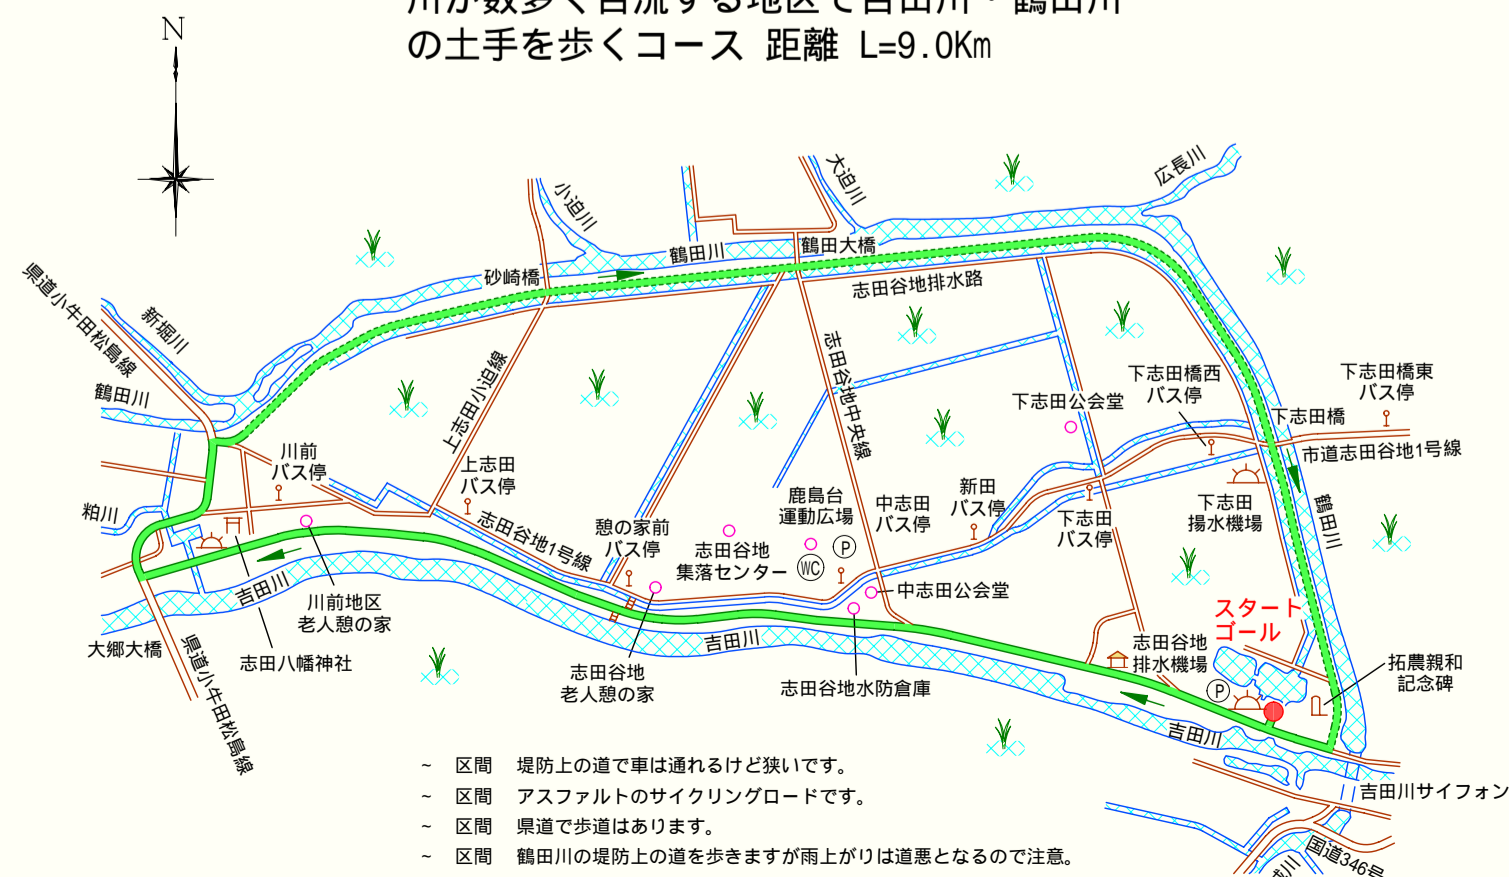 川が数多く合流する地区で吉田川・鶴田川
の土手を歩くコース 距離 L=9.0Km
N
小迫川
大迫川
広長川
鶴田川
鶴田大橋
砂崎橋
志田谷地排水路
県道小牛田松島線
新堀川
鶴田川
上志田小迫線
志田谷地中央線
下志田橋西
バス停
下志田橋東
バス停
下志田公会堂
下志田橋
市道志田谷地1号線
川前
バス停
上志田
バス停
粕川
志田谷地1号線
憩の家前
バス停
志田谷地
集落センター
鹿島台
運動広場
WC
P
中志田
バス停
新田
バス停
下志田
バス停
下志田
揚水機場
鶴田川
中志田公会堂
吉田川
川前地区
老人憩の家
志田八幡神社
大郷大橋
県道小牛田松島線
志田谷地
老人憩の家
吉田川
志田谷地水防倉庫
志田谷地
排水機場
スタート
ゴール
P
拓農親和
記念碑
吉田川
吉田川サイフォン
国道346号
~ 区間 堤防上の道で車は通れるけど狭いです。
~ 区間 アスファルトのサイクリングロードです。
~ 区間 県道で歩道はあります。
~ 区間 鶴田川の堤防上の道を歩きますが雨上がりは道悪となるので注意。